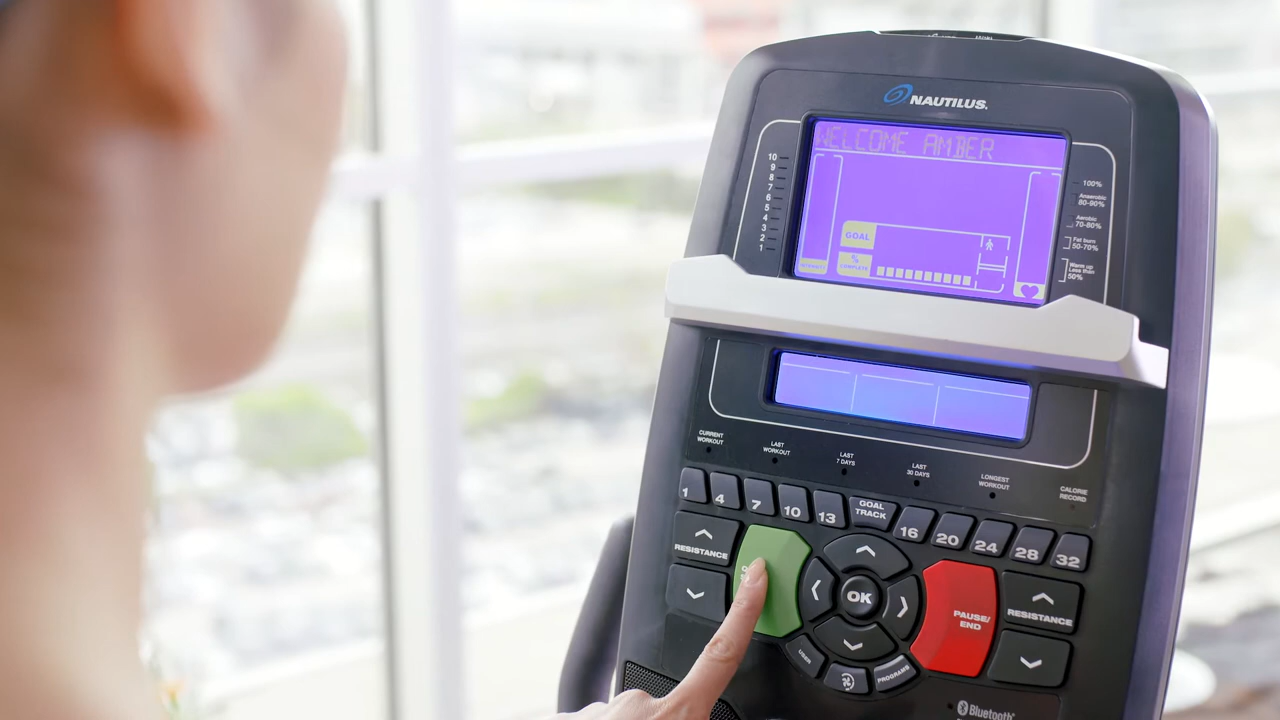 NAUTILUS.
WELCOME AMBER
10
9
8
7
6
5
4
3
2
1
100%
Anaerobic
80-90%
Aerobic
70-80%
Fat burn
50-70%
Warm up
Less than
50%
GOAL
%
COMPLETE
CURRENT
WORKOUT
LAST
WORKOUT
LAST
7 DAYS
LAST
30 DAYS
LONGEST
WORKOUT
CALORIE
RECORD
1
4
7
10
13
GOAL
TRACK
16
20
24
28
32
RESISTANCE
OK
PAUSE/
END
RESISTANCE
USER
PROGRAMS
Bluetooth